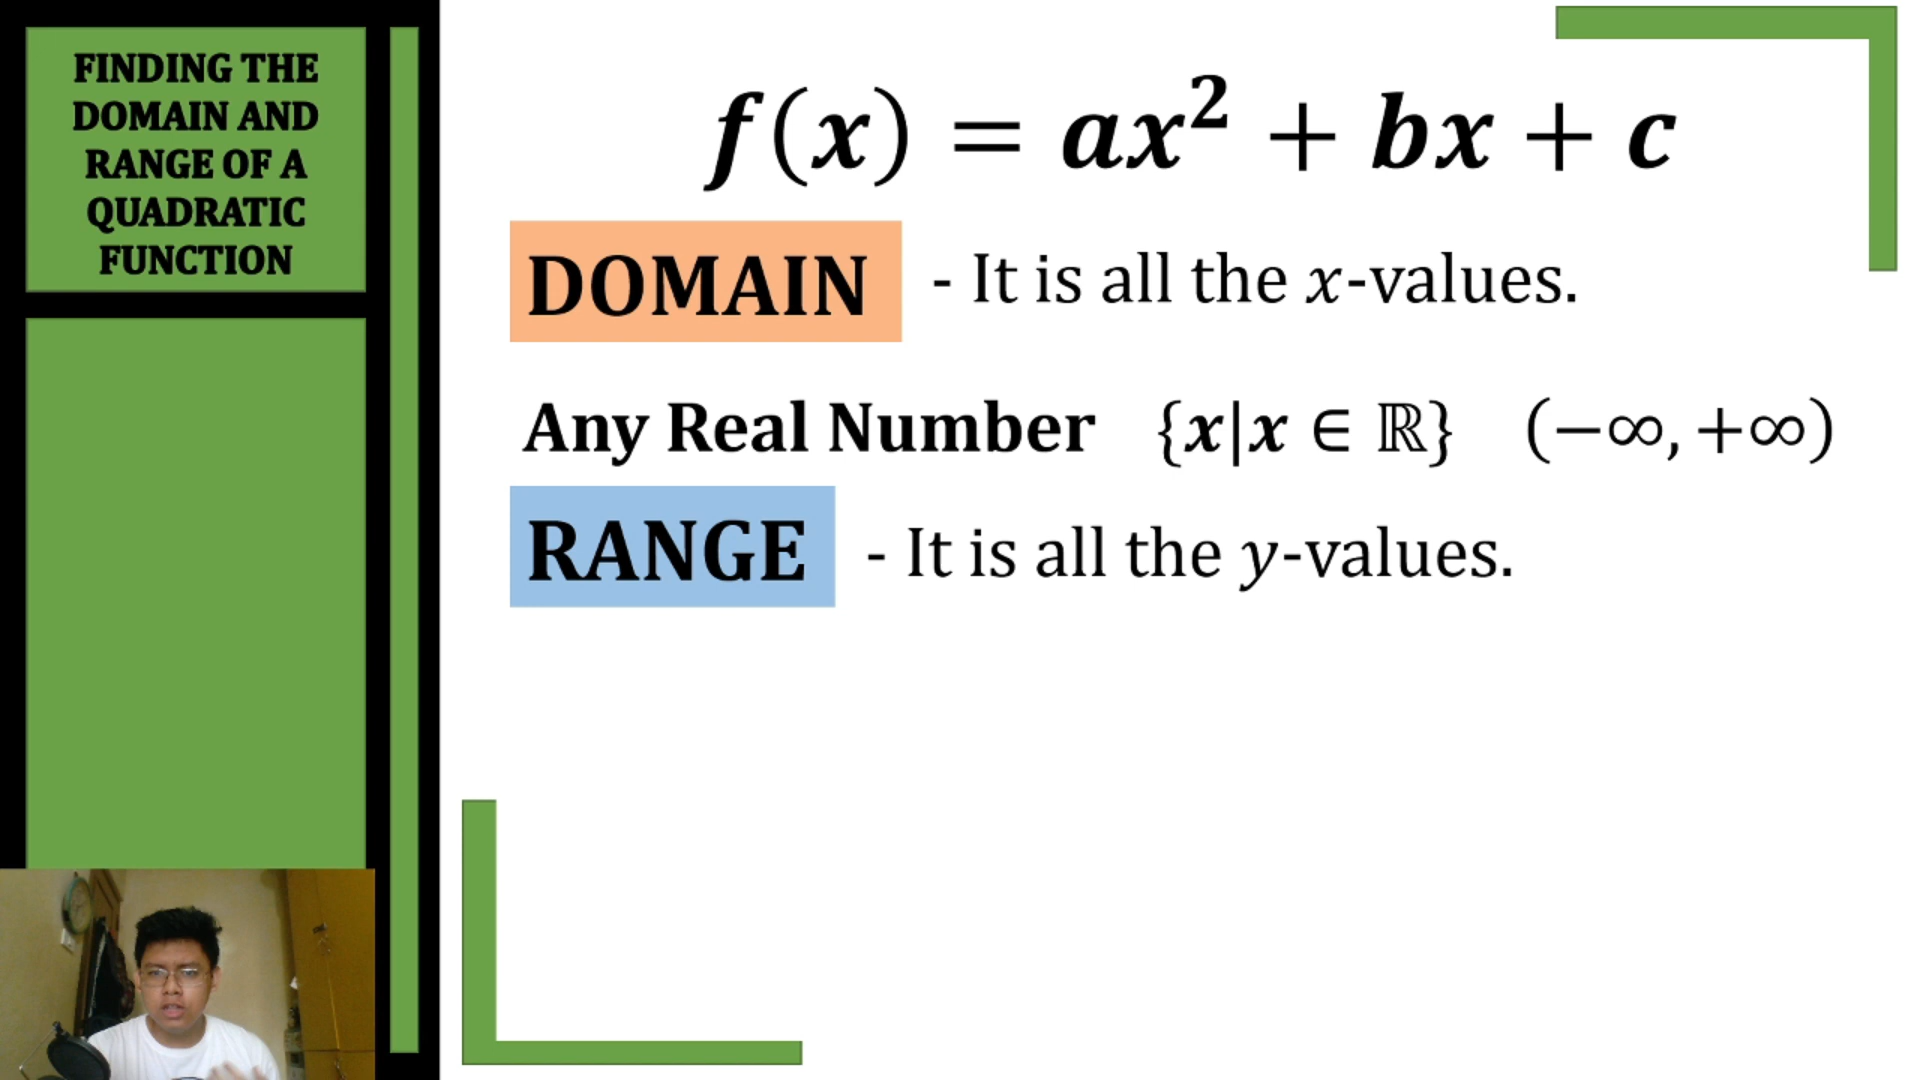 FINDING THE
DOMAIN AND
RANGE OF A
QUADRATIC
FUNCTION
f(x) = ax² + bx + c
DOMAIN - It is all the x-values.
Any Real Number {x|x ∈ ℝ} (−∞, +∞)
RANGE - It is all the y-values.